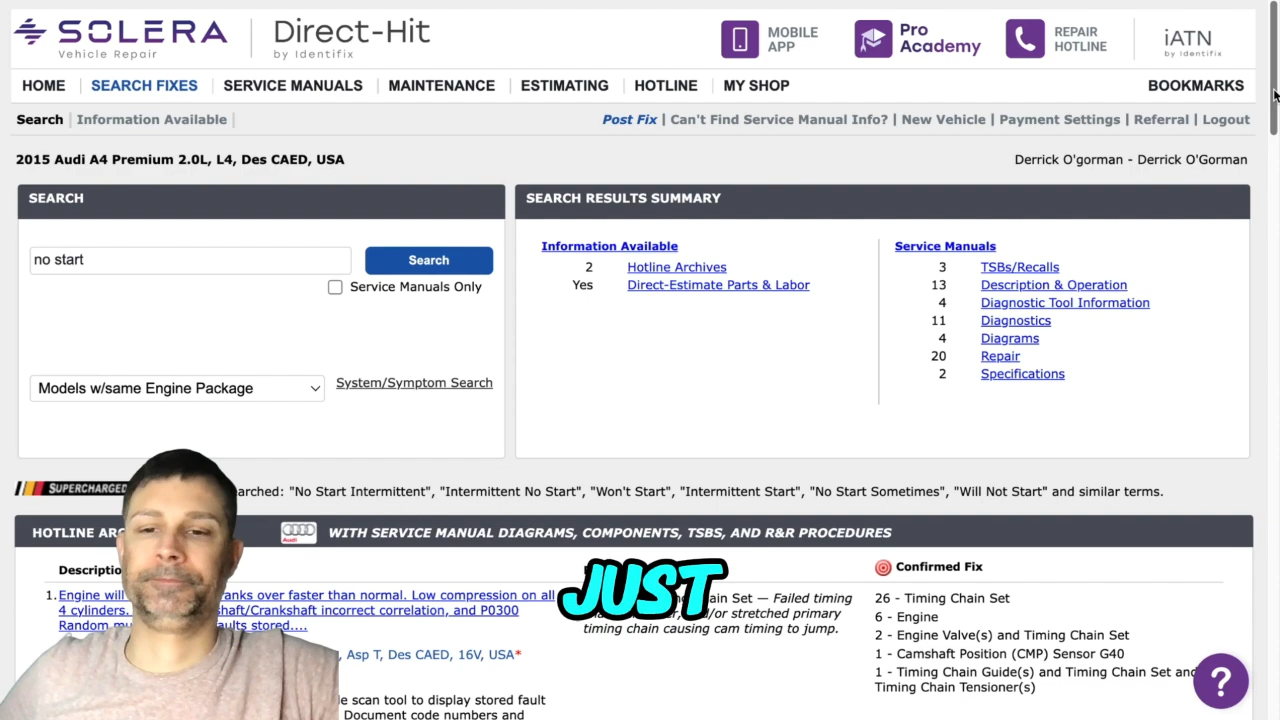 SOLERA
Vehicle Repair
Direct-Hit
by Identifix
MOBILE APP
Pro Academy
REPAIR HOTLINE
iATN
by Identifix
HOME
SEARCH FIXES
SERVICE MANUALS
MAINTENANCE
ESTIMATING
HOTLINE
MY SHOP
BOOKMARKS
Search | Information Available |
Post Fix | Can't Find Service Manual Info? | New Vehicle | Payment Settings | Referral | Logout
2015 Audi A4 Premium 2.0L, L4, Des CAED, USA
Derrick O'gorman - Derrick O'Gorman
SEARCH
no start
Search
Service Manuals Only
Models w/same Engine Package
System/Symptom Search
SEARCH RESULTS SUMMARY
Information Available
2 Hotline Archives
Yes Direct-Estimate Parts & Labor
Service Manuals
3 TSBs/Recalls
13 Description & Operation
4 Diagnostic Tool Information
11 Diagnostics
4 Diagrams
20 Repair
2 Specifications
SUPERCHARGED
"No Start Intermittent", "Intermittent No Start", "Won't Start", "Intermittent Start", "No Start Sometimes", "Will Not Start" and similar terms.
HOTLINE
Audi
WITH SERVICE MANUAL DIAGRAMS, COMPONENTS, TSBS, AND R&R PROCEDURES
Confirmed Fix
1. Engine will
over faster than normal. Low compression on all
4 cylinders.
incorrect correlation, and P0300
Random
faults stored....
, Asp T, Des CAED, 16V, USA*
scan tool to display stored fault
Document code numbers and
JUST
Set — Failed timing
and/or stretched primary
timing chain causing cam timing to jump.
26 - Timing Chain Set
6 - Engine
2 - Engine Valve(s) and Timing Chain Set
1 - Camshaft Position (CMP) Sensor G40
1 - Timing Chain Guide(s) and Timing Chain Set and
Timing Chain Tensioner(s)
?